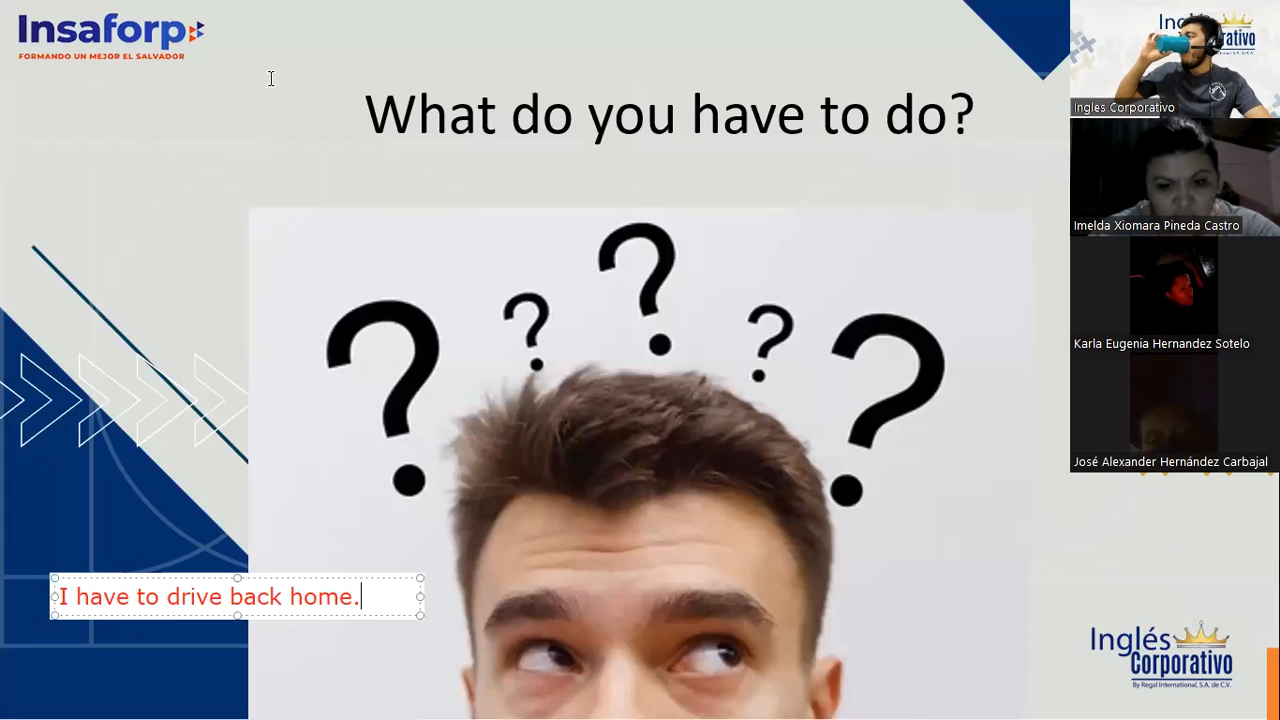 Insaforp
FORMANDO UN MEJOR EL SALVADOR
What do you have to do?
? ? ? ? ?
I have to drive back home.
Inglés
Corporativo
By Regal International, S.A. de C.V.
Ingles Corporativo
Imelda Xiomara Pineda Castro
Karla Eugenia Hernandez Sotelo
José Alexander Hernández Carbajal